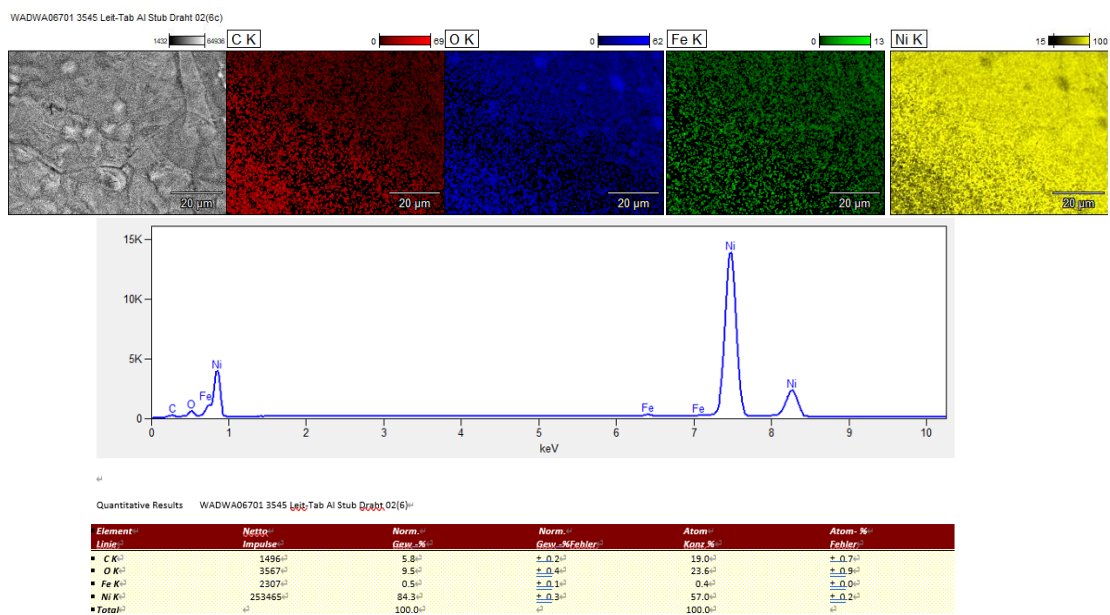 WADWA06701 3545 Leit-Tab Al Stub Draht 02(6c)
1432 64936 C K 0 69 O K 0 62 Fe K 0 13 Ni K 15 100
20 µm 20 µm 20 µm 20 µm 20 µm
15K
Ni
10K
5K
Ni
Ni
C O Fe Fe Fe
0
0 1 2 3 4 5 6 7 8 9 10
keV
Quantitative Results WADWA06701 3545 Leit-Tab Al Stub Draht 02(6)
Element Netto Norm. Norm. Atom Atom- %
Linie Impulse Gew.-% Gew.-%Fehler Konz.% Fehler
C K 1496 5.8 ± 0.2 19.0 ± 0.7
O K 3567 9.5 ± 0.4 23.6 ± 0.9
Fe K 2307 0.5 ± 0.1 0.4 ± 0.0
Ni K 253465 84.3 ± 0.3 57.0 ± 0.2
Total 100.0 100.0